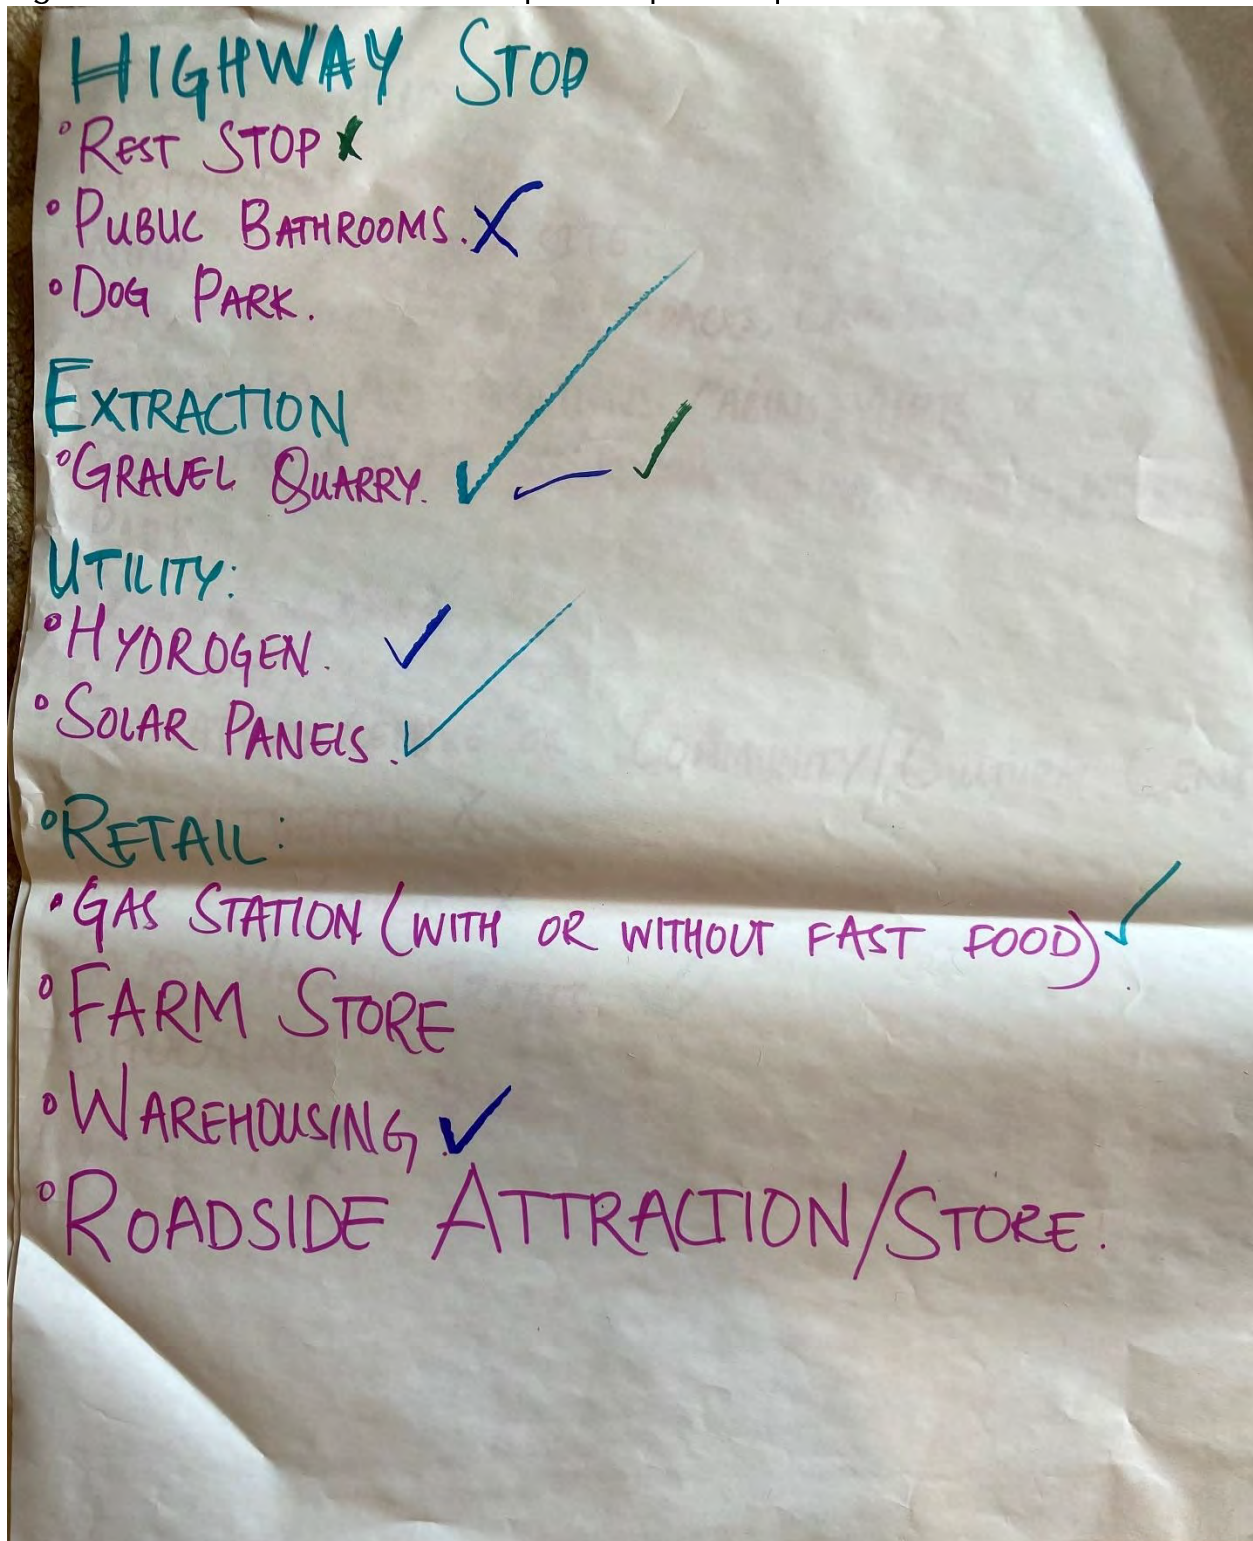 HIGHWAY STOP
° REST STOP X
° PUBLIC BATHROOMS. X
° DOG PARK.
EXTRACTION
° GRAVEL QUARRY. ✓ ✓ ✓
UTILITY:
° HYDROGEN. ✓
° SOLAR PANELS. ✓
° RETAIL:
• GAS STATION (WITH OR WITHOUT FAST FOOD). ✓
° FARM STORE
° WAREHOUSING. ✓
° ROADSIDE ATTRACTION/STORE.